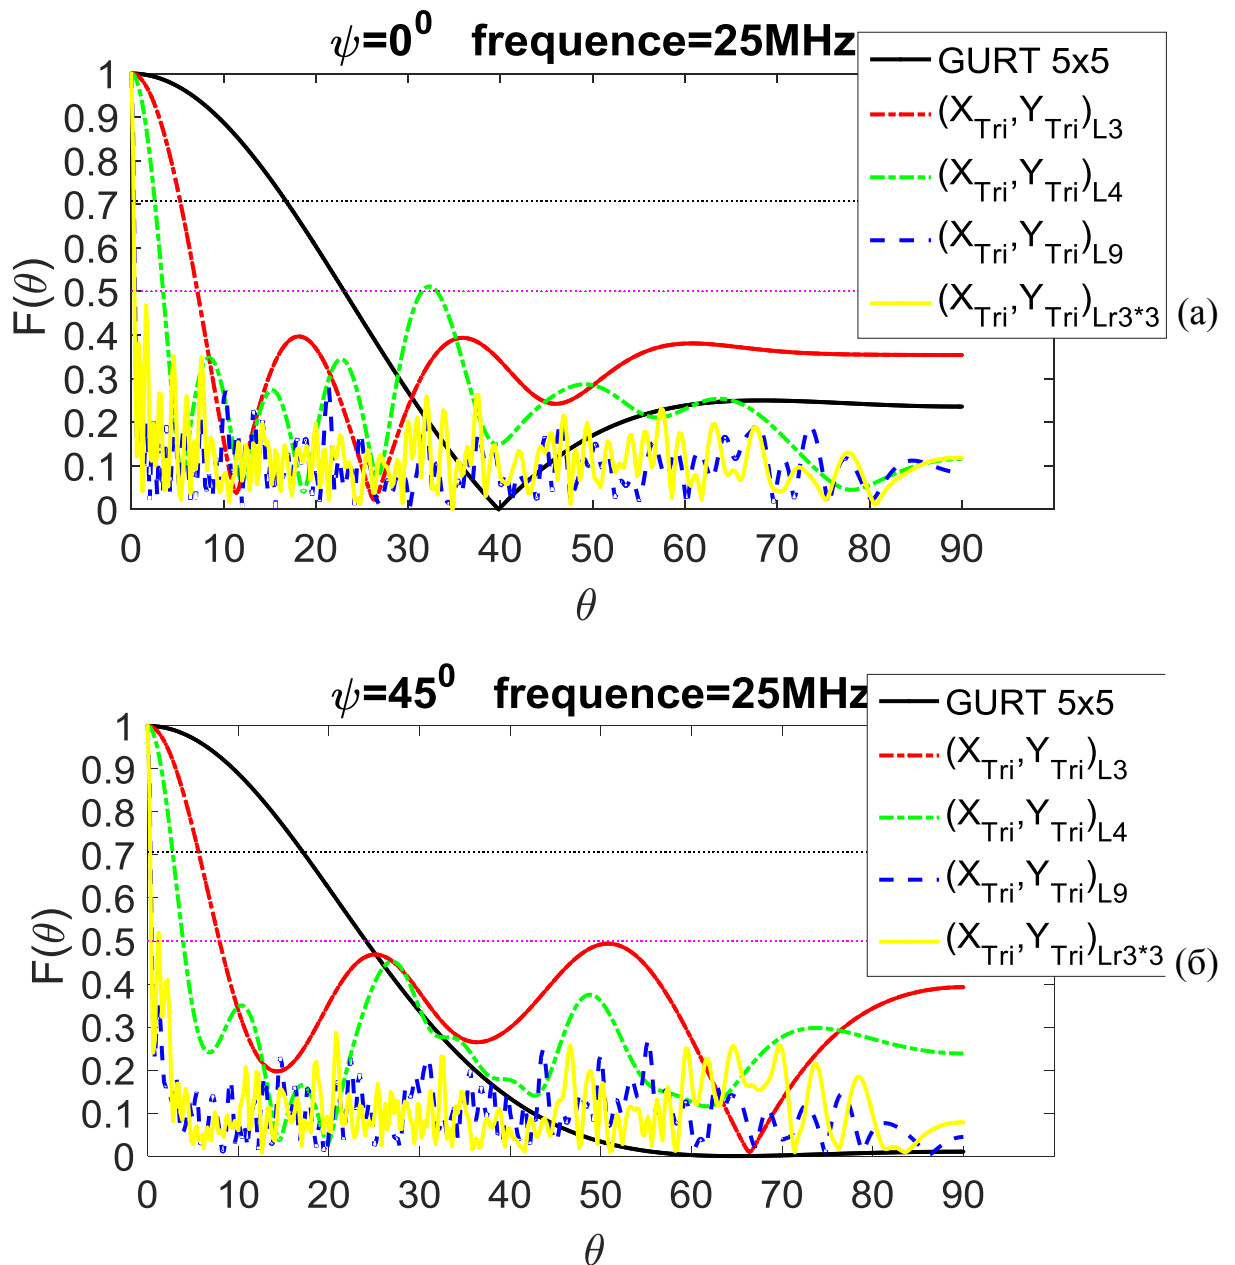 ψ=0⁰ frequence=25MHz
GURT 5x5
(X_Tri,Y_Tri)_L3
(X_Tri,Y_Tri)_L4
(X_Tri,Y_Tri)_L9
(X_Tri,Y_Tri)_Lr3*3
(а)
1
0.9
0.8
0.7
0.6
0.5
0.4
0.3
0.2
0.1
0
F(θ)
0 10 20 30 40 50 60 70 80 90
θ
ψ=45⁰ frequence=25MHz
GURT 5x5
(X_Tri,Y_Tri)_L3
(X_Tri,Y_Tri)_L4
(X_Tri,Y_Tri)_L9
(X_Tri,Y_Tri)_Lr3*3
(б)
1
0.9
0.8
0.7
0.6
0.5
0.4
0.3
0.2
0.1
0
F(θ)
0 10 20 30 40 50 60 70 80 90
θ